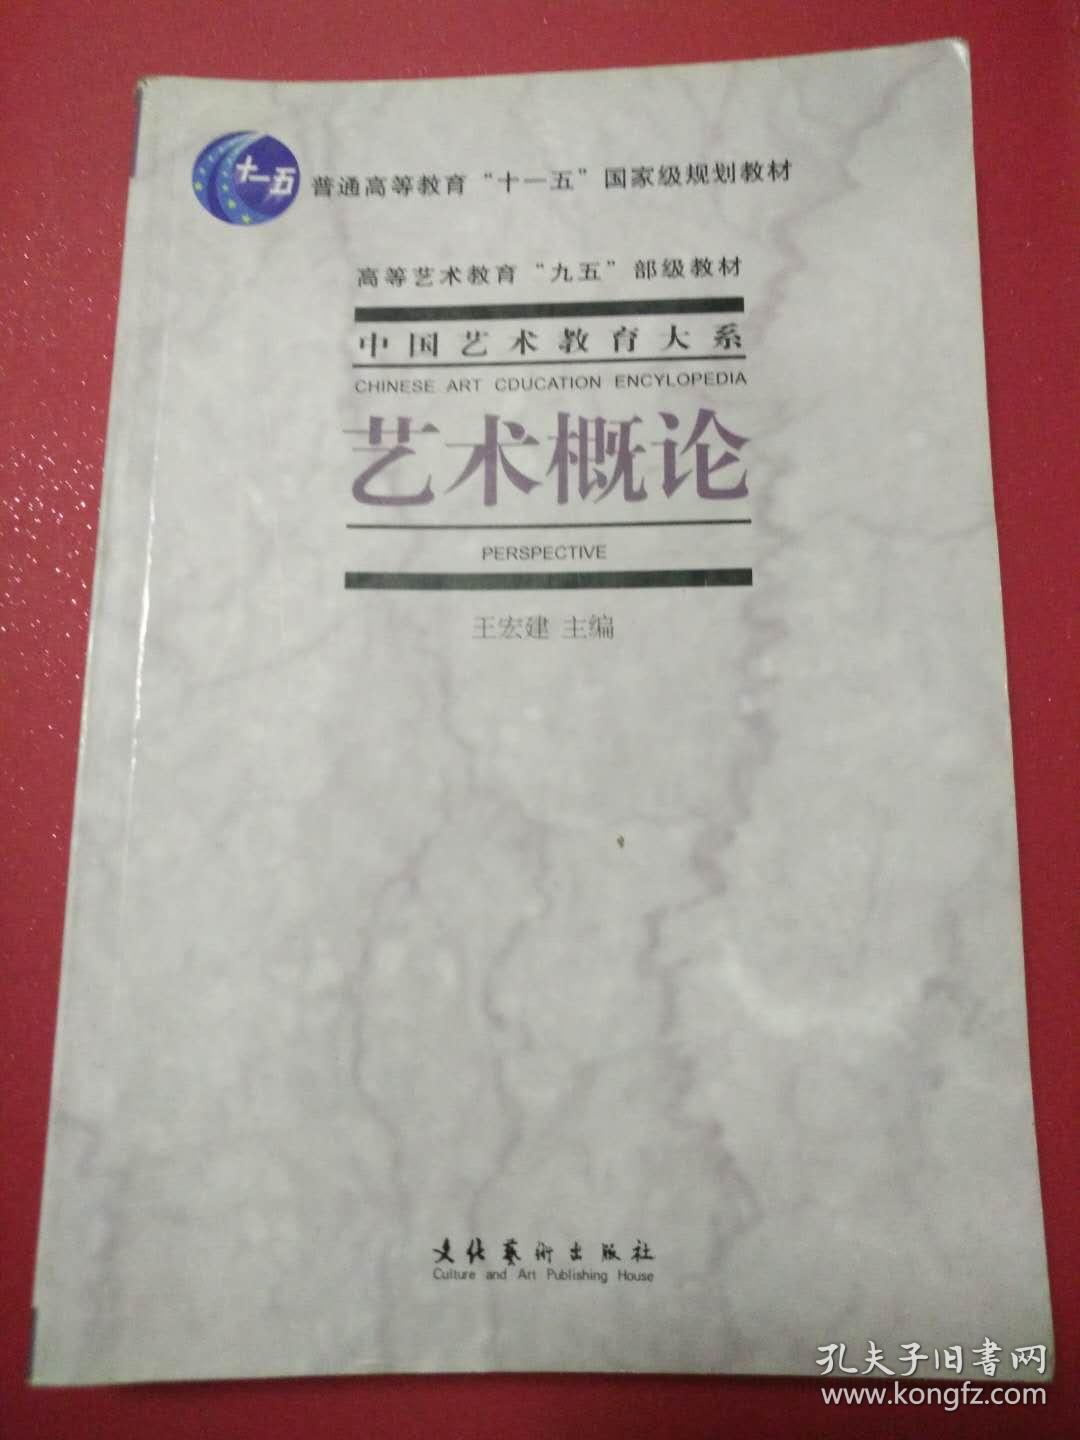 十一五
普通高等教育“十一五”国家级规划教材
高等艺术教育“九五”部级教材
中国艺术教育大系
CHINESE ART CDUCATION ENCYLOPEDIA
艺术概论
PERSPECTIVE
王宏建 主编
文化藝術出版社
Culture and Art Publishing House
孔夫子旧書网
www.kongfz.com